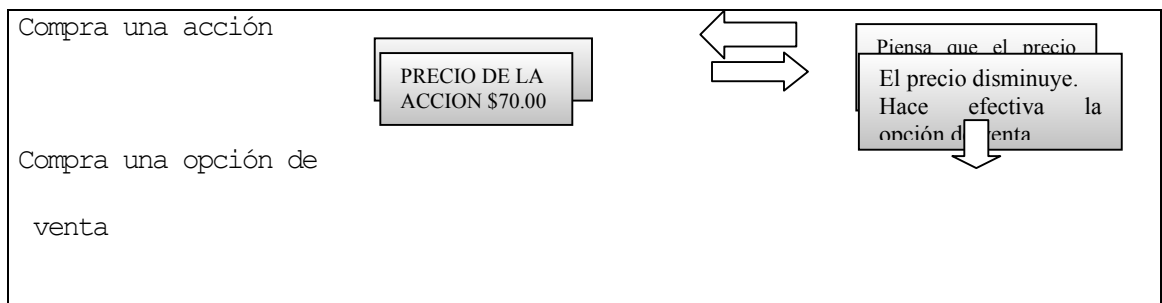 Compra una acción
PRECIO DE LA
ACCION $70.00
Piensa que el precio
El precio disminuye.
Hace efectiva la
opción de venta
Compra una opción de
venta